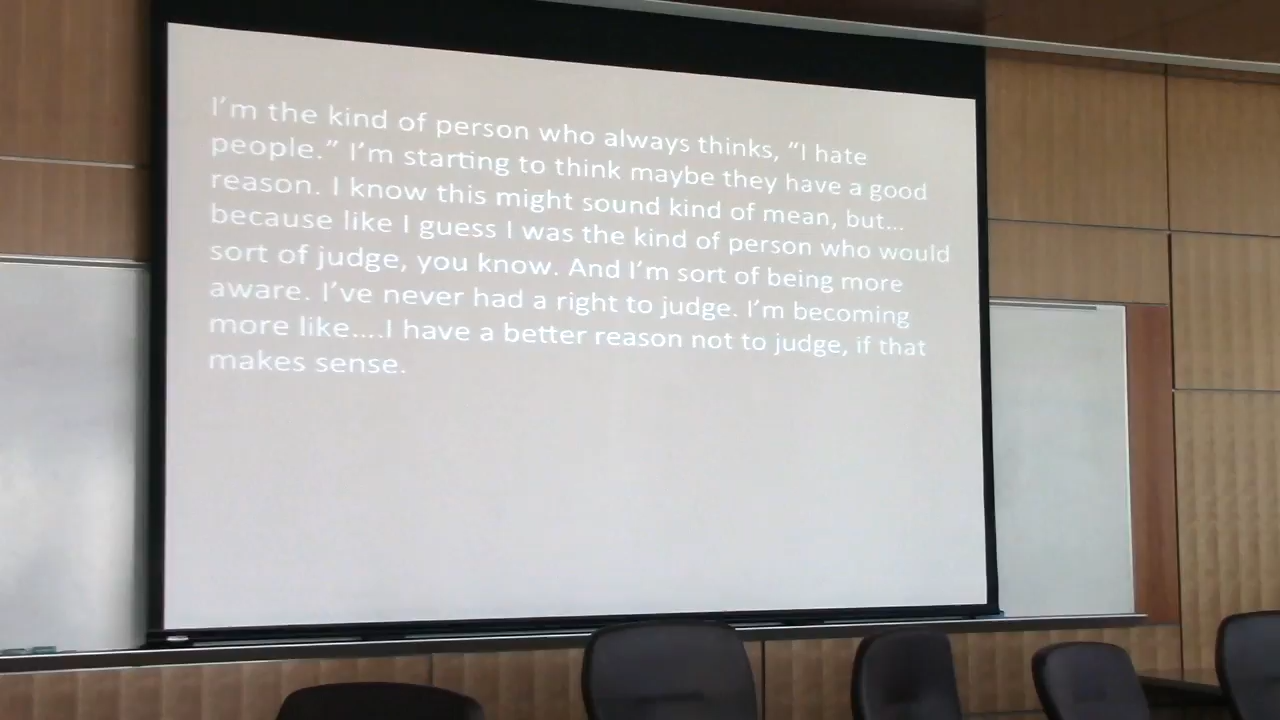 I'm the kind of person who always thinks, “I hate
people.” I'm starting to think maybe they have a good
reason. I know this might sound kind of mean, but...
because like I guess I was the kind of person who would
sort of judge, you know. And I'm sort of being more
aware. I've never had a right to judge. I'm becoming
more like....I have a better reason not to judge, if that
makes sense.